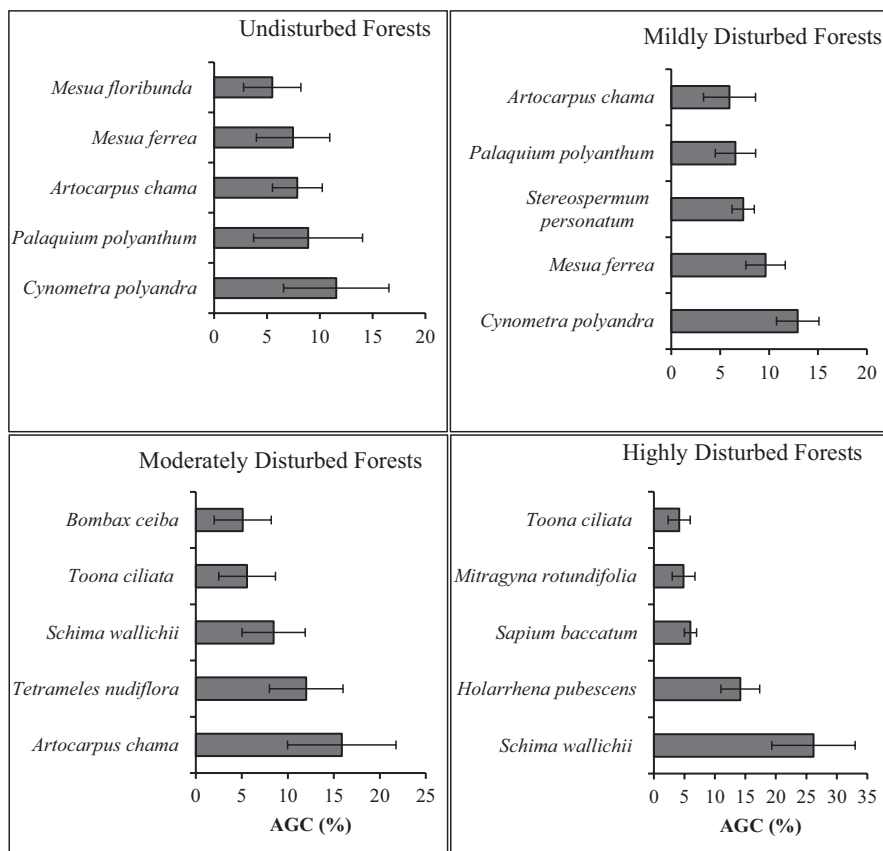 Undisturbed Forests
Mesua floribunda
Mesua ferrea
Artocarpus chama
Palaquium polyanthum
Cynometra polyandra
0 5 10 15 20
Mildly Disturbed Forests
Artocarpus chama
Palaquium polyanthum
Stereospermum
personatum
Mesua ferrea
Cynometra polyandra
0 5 10 15 20
Moderately Disturbed Forests
Bombax ceiba
Toona ciliata
Schima wallichii
Tetrameles nudiflora
Artocarpus chama
0 5 10 15 20 25
AGC (%)
Highly Disturbed Forests
Toona ciliata
Mitragyna rotundifolia
Sapium baccatum
Holarrhena pubescens
Schima wallichii
0 5 10 15 20 25 30 35
AGC (%)